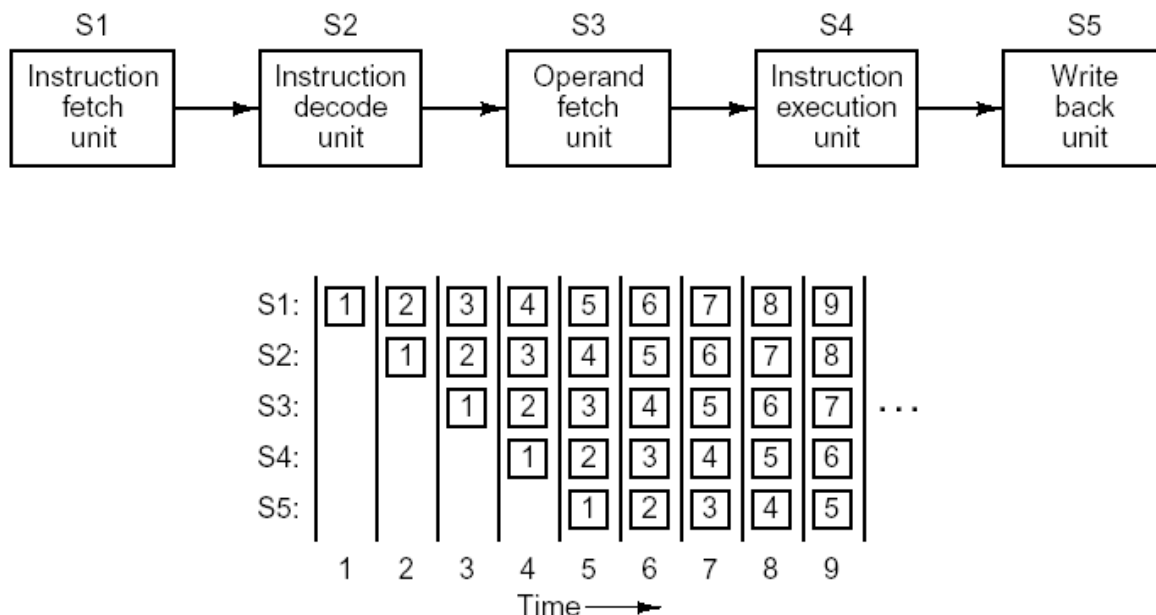 S1 S2 S3 S4 S5
Instruction fetch unit
Instruction decode unit
Operand fetch unit
Instruction execution unit
Write back unit
S1: 1 2 3 4 5 6 7 8 9
S2: 1 2 3 4 5 6 7 8
S3: 1 2 3 4 5 6 7 ...
S4: 1 2 3 4 5 6
S5: 1 2 3 4 5
1 2 3 4 5 6 7 8 9
Time